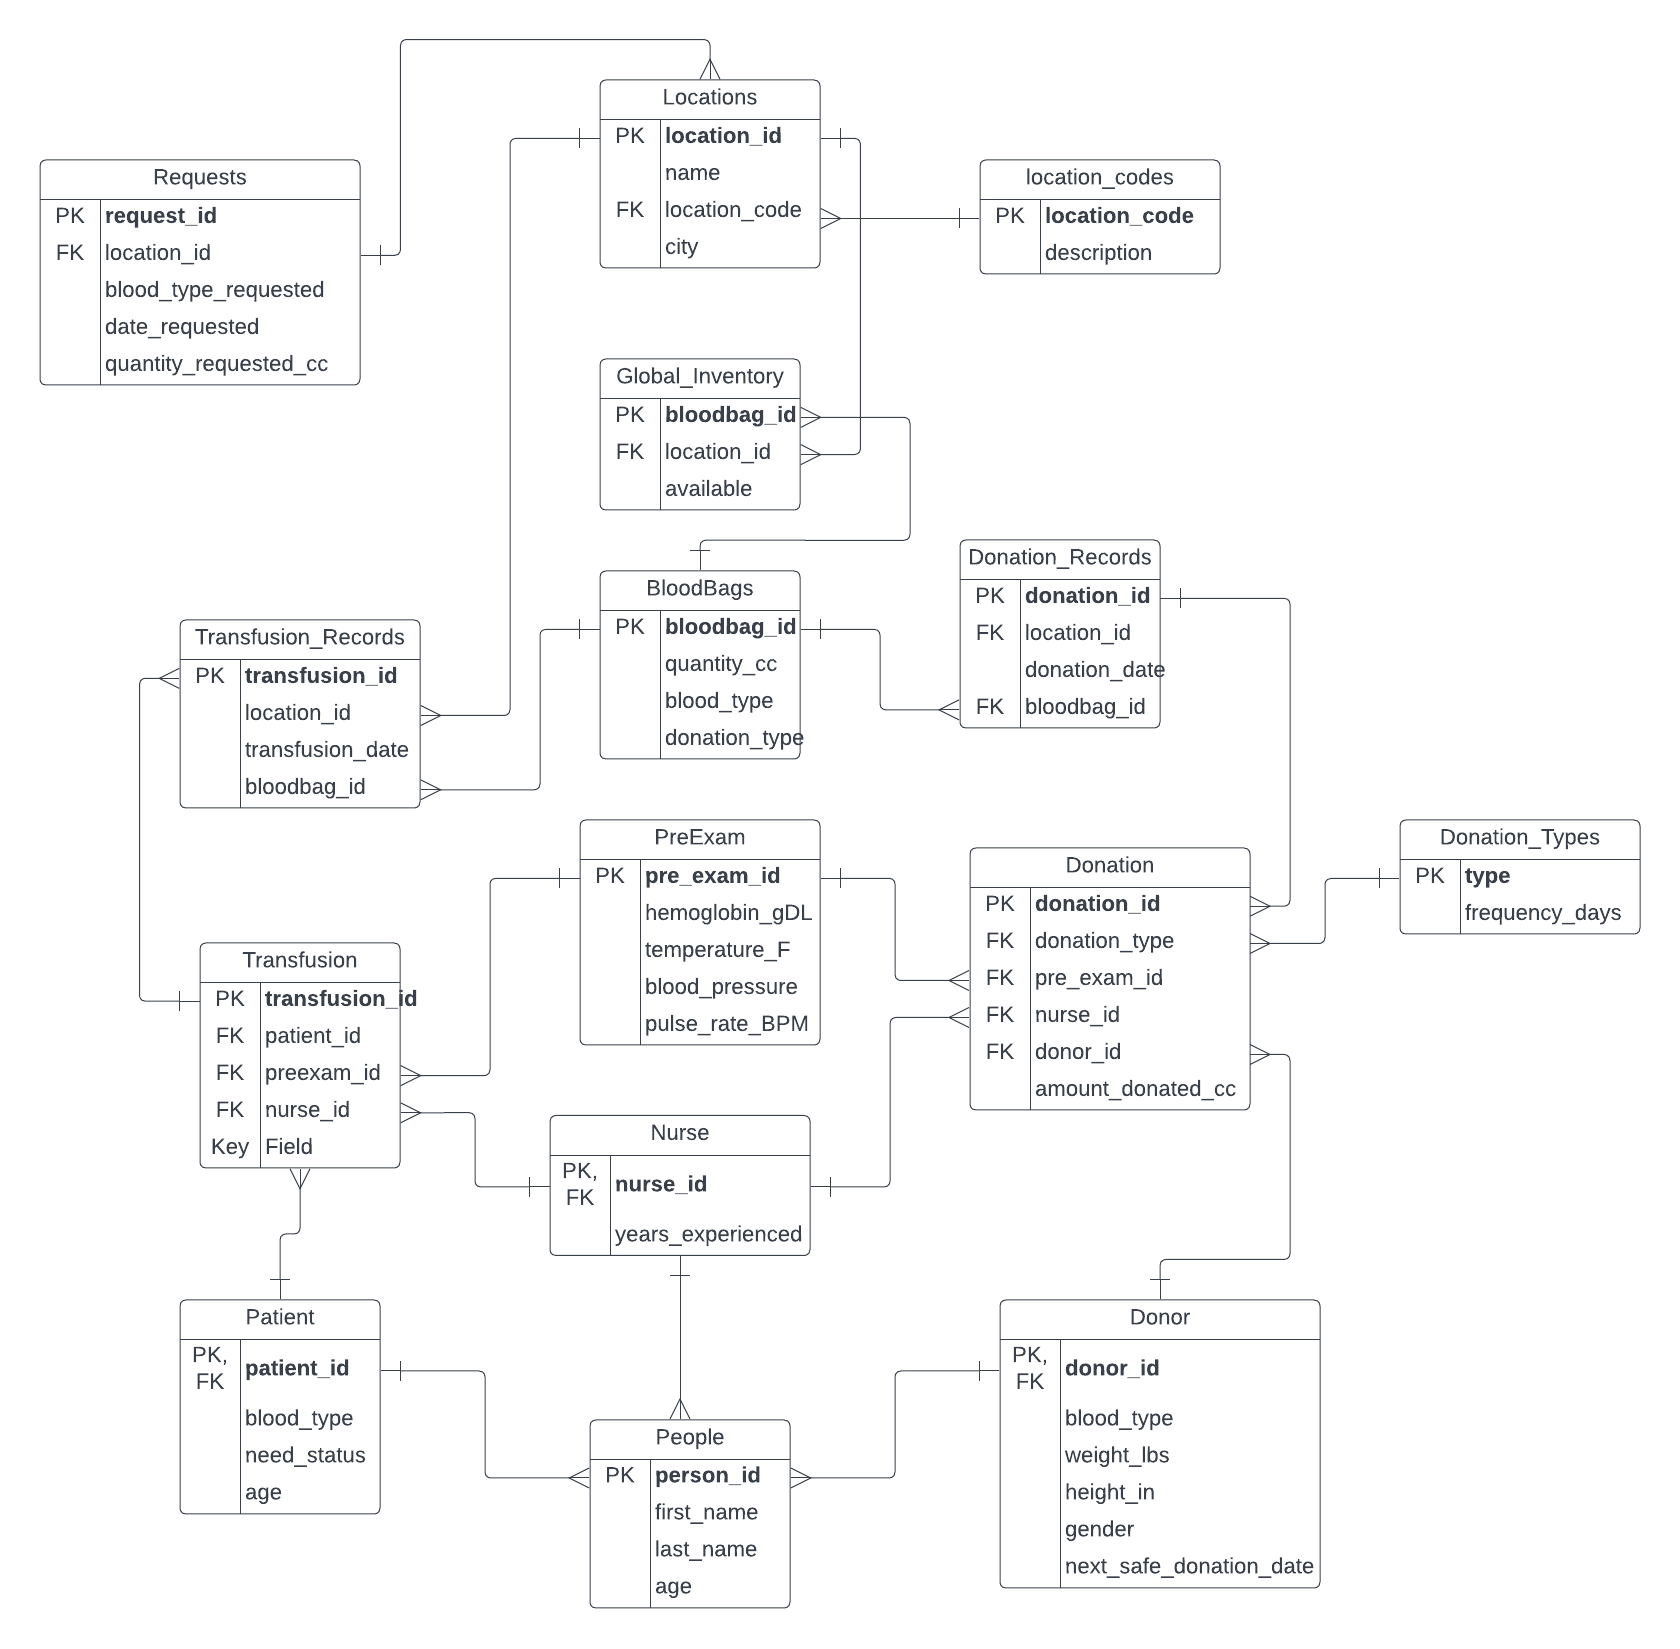 Locations
PK location_id
name
FK location_code
city
Requests
PK request_id
FK location_id
blood_type_requested
date_requested
quantity_requested_cc
location_codes
PK location_code
description
Global_Inventory
PK bloodbag_id
FK location_id
available
BloodBags
PK bloodbag_id
quantity_cc
blood_type
donation_type
Donation_Records
PK donation_id
FK location_id
donation_date
FK bloodbag_id
Transfusion_Records
PK transfusion_id
location_id
transfusion_date
bloodbag_id
PreExam
PK pre_exam_id
hemoglobin_gDL
temperature_F
blood_pressure
pulse_rate_BPM
Donation
PK donation_id
FK donation_type
FK pre_exam_id
FK nurse_id
FK donor_id
amount_donated_cc
Donation_Types
PK type
frequency_days
Transfusion
PK transfusion_id
FK patient_id
FK preexam_id
FK nurse_id
Key Field
Nurse
PK,
FK nurse_id
years_experienced
Patient
PK,
FK patient_id
blood_type
need_status
age
People
PK person_id
first_name
last_name
age
Donor
PK,
FK donor_id
blood_type
weight_lbs
height_in
gender
next_safe_donation_date